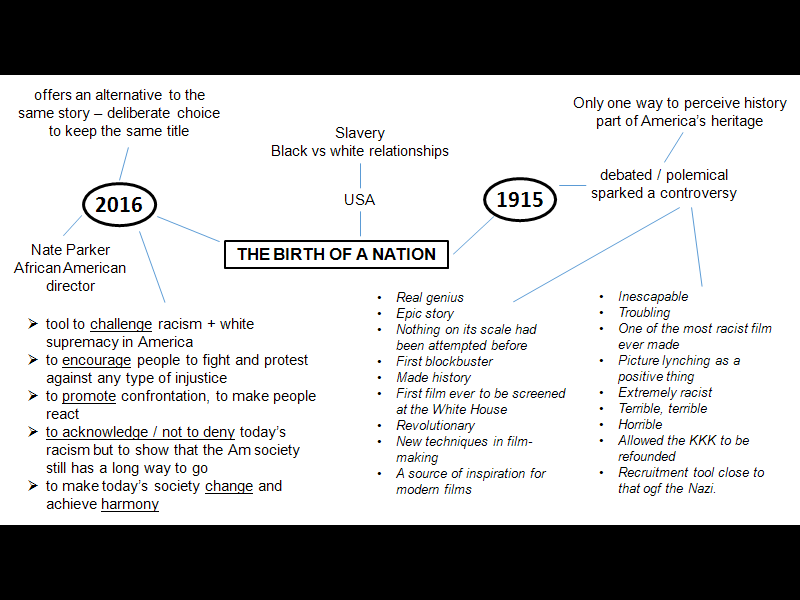 offers an alternative to the
same story – deliberate choice
to keep the same title
2016
Nate Parker
African American
director
➢ tool to challenge racism + white
supremacy in America
➢ to encourage people to fight and protest
against any type of injustice
➢ to promote confrontation, to make people
react
➢ to acknowledge / not to deny today's
racism but to show that the Am society
still has a long way to go
➢ to make today's society change and
achieve harmony
Slavery
Black vs white relationships
USA
THE BIRTH OF A NATION
1915
Only one way to perceive history
part of America's heritage
debated / polemical
sparked a controversy
• Real genius
• Epic story
• Nothing on its scale had
been attempted before
• First blockbuster
• Made history
• First film ever to be screened
at the White House
• Revolutionary
• New techniques in film-
making
• A source of inspiration for
modern films
• Inescapable
• Troubling
• One of the most racist film
ever made
• Picture lynching as a
positive thing
• Extremely racist
• Terrible, terrible
• Horrible
• Allowed the KKK to be
refounded
• Recruitment tool close to
that ogf the Nazi.